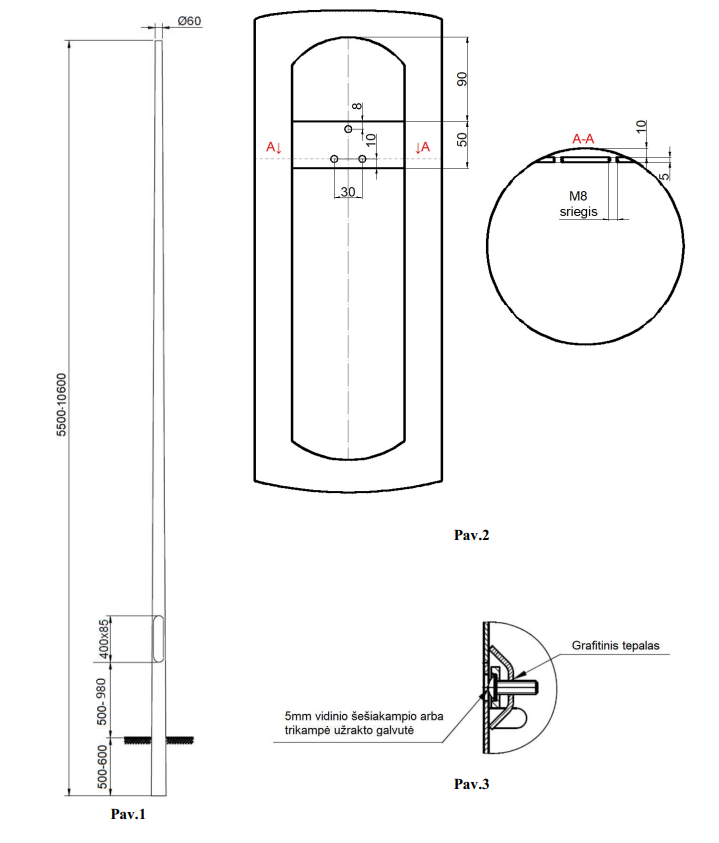 Ø60
5500-10600
400x85
500-980
500-600
Pav.1
90
50
8
10
30
A↓
↓A
Pav.2
A-A
10
5
M8
sriegis
Grafitinis tepalas
5mm vidinio šešiakampio arba
trikampė užrakto galvutė
Pav.3